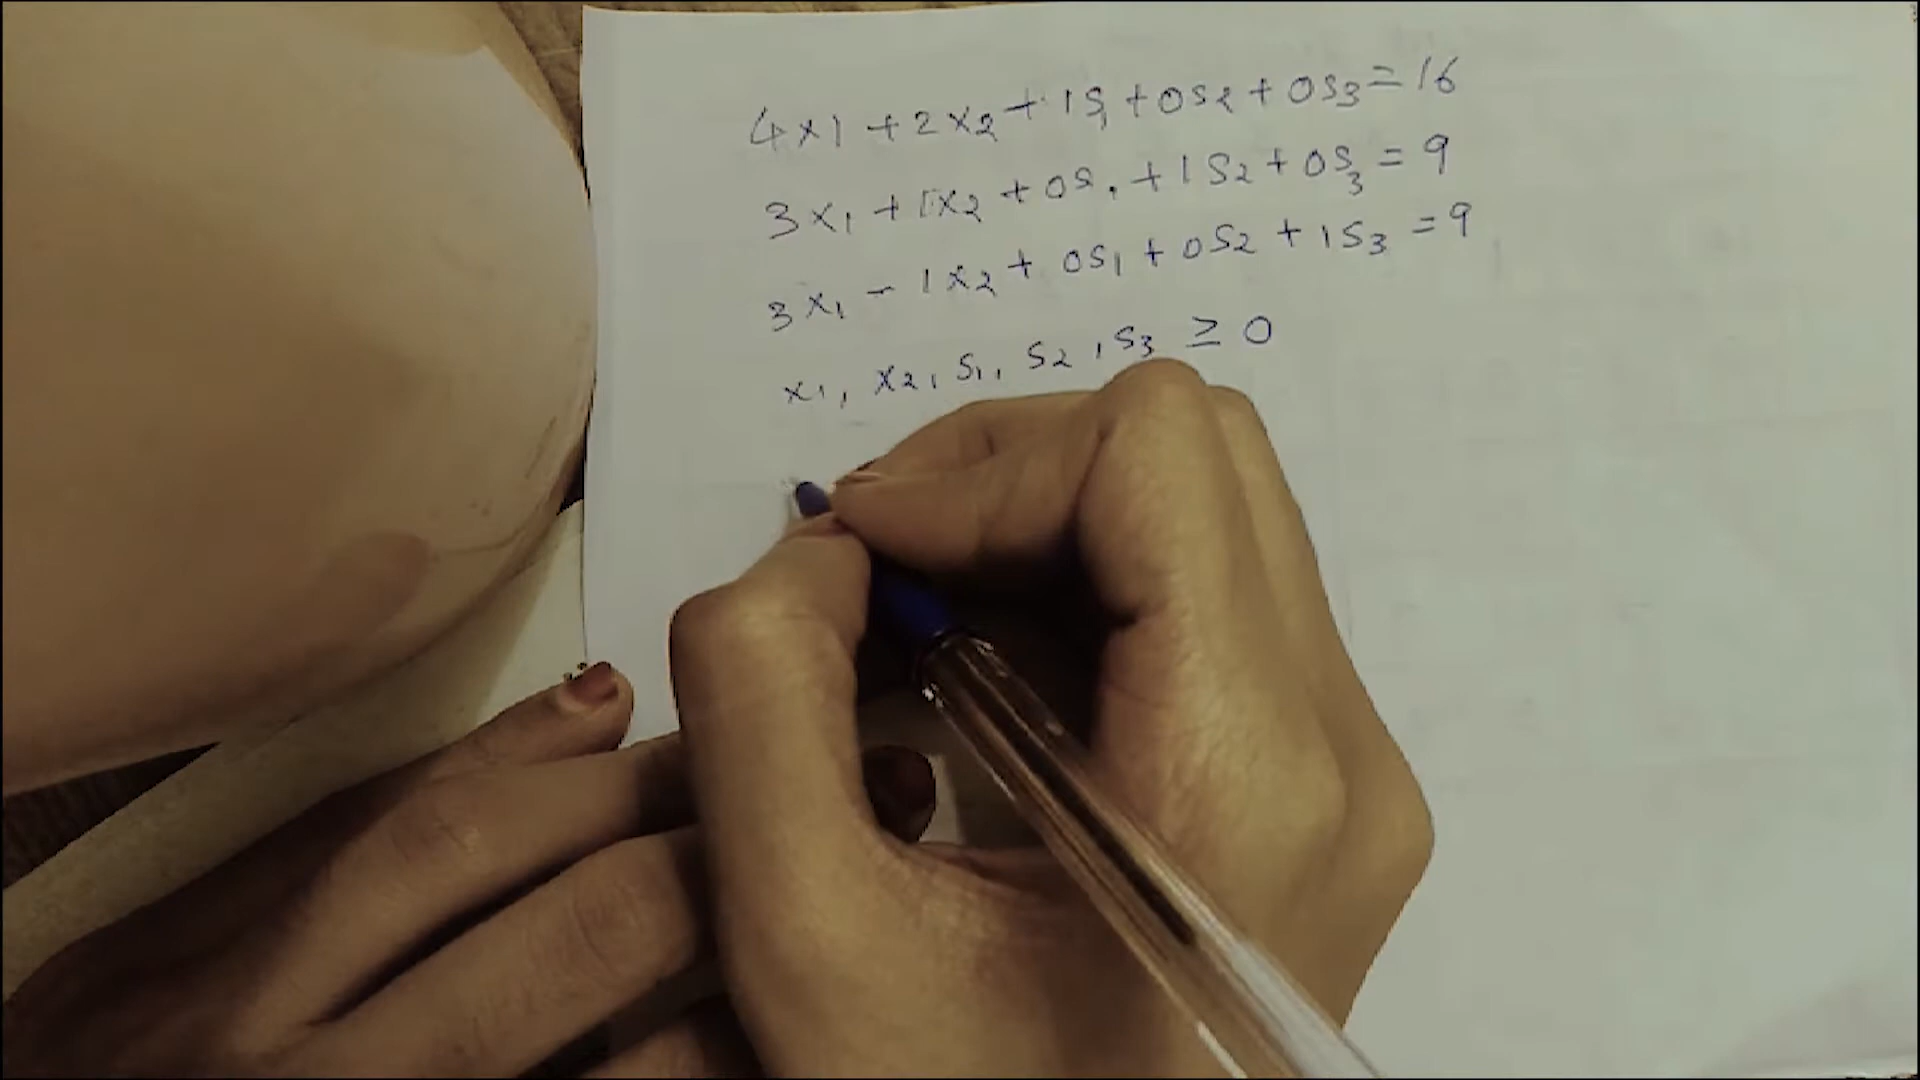 4x1 + 2x2 + 1S1 + 0S2 + 0S3 = 16
3x1 + 1x2 + 0S1 + 1S2 + 0S3 = 9
3x1 - 1x2 + 0S1 + 0S2 + 1S3 = 9
x1, x2, S1, S2, S3 ≥ 0